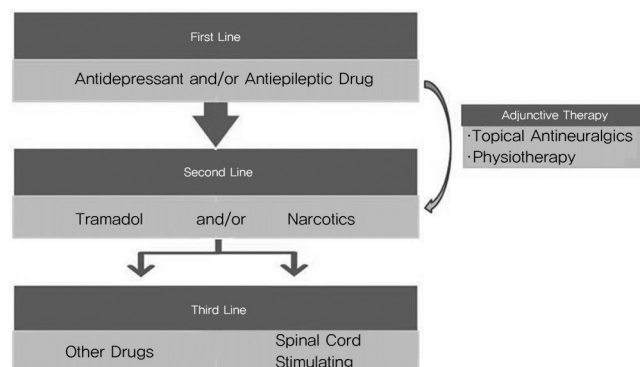 First Line
Antidepressant and/or Antiepileptic Drug
Adjunctive Therapy
·Topical Antineuralgics
·Physiotherapy
Second Line
Tramadol and/or Narcotics
Third Line
Other Drugs
Spinal Cord
Stimulating